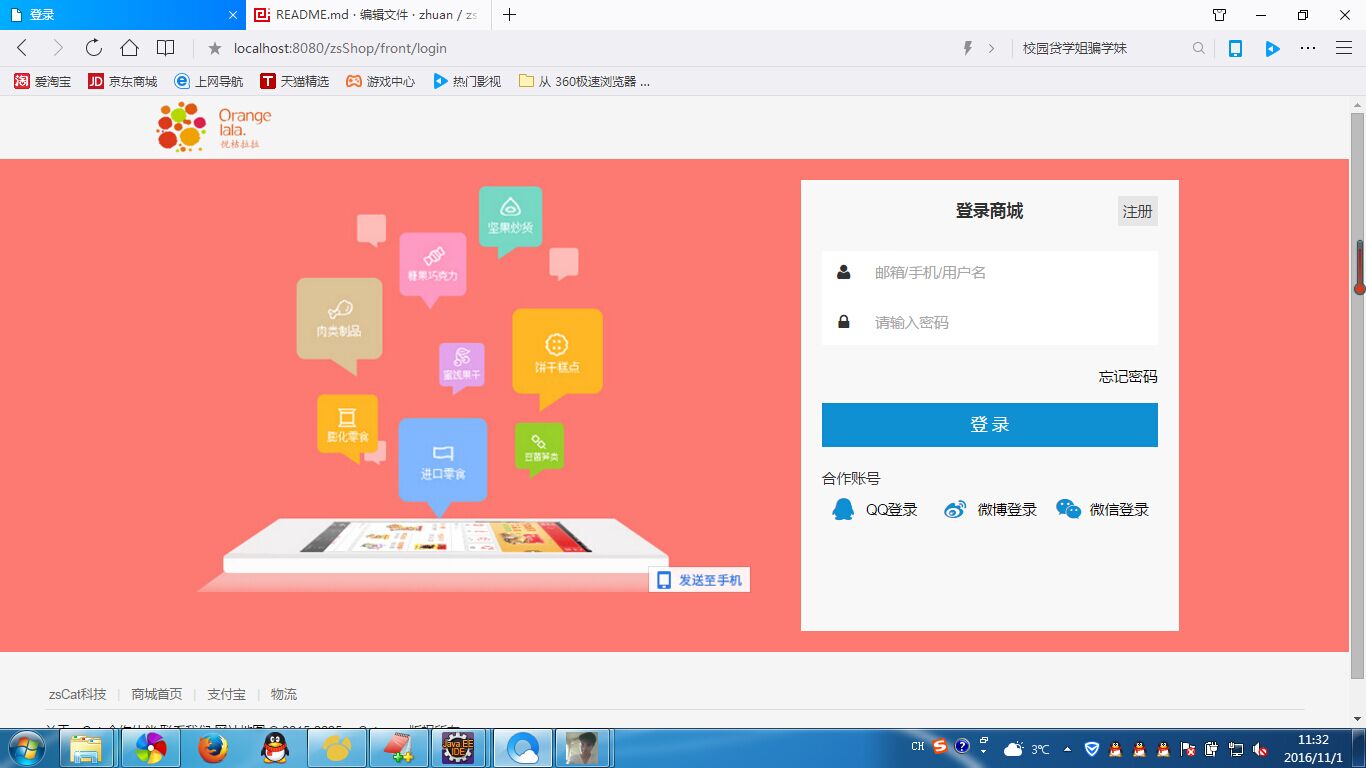 登录
README.md · 编辑文件 · zhuan / zs
localhost:8080/zsShop/front/login
校园贷学姐骗学妹
爱淘宝
京东商城
上网导航
天猫精选
游戏中心
热门影视
从 360极速浏览器 ...
Orange
lala.
悦桔拉拉
坚果炒货
糖果巧克力
肉类制品
蜜饯果干
饼干糕点
膨化零食
进口零食
豆菌笋类
发送至手机
登录商城
注册
邮箱/手机/用户名
请输入密码
忘记密码
登 录
合作账号
QQ登录
微博登录
微信登录
zsCat科技 | 商城首页 | 支付宝 | 物流
CH
3℃
11:32
2016/11/1